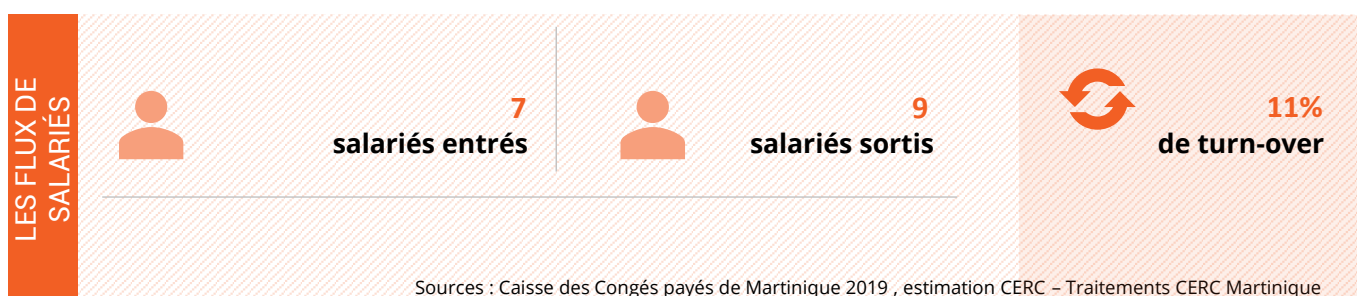 LES FLUX DE
SALARIÉS
7
salariés entrés
9
salariés sortis
11%
de turn-over
Sources : Caisse des Congés payés de Martinique 2019 , estimation CERC – Traitements CERC Martinique